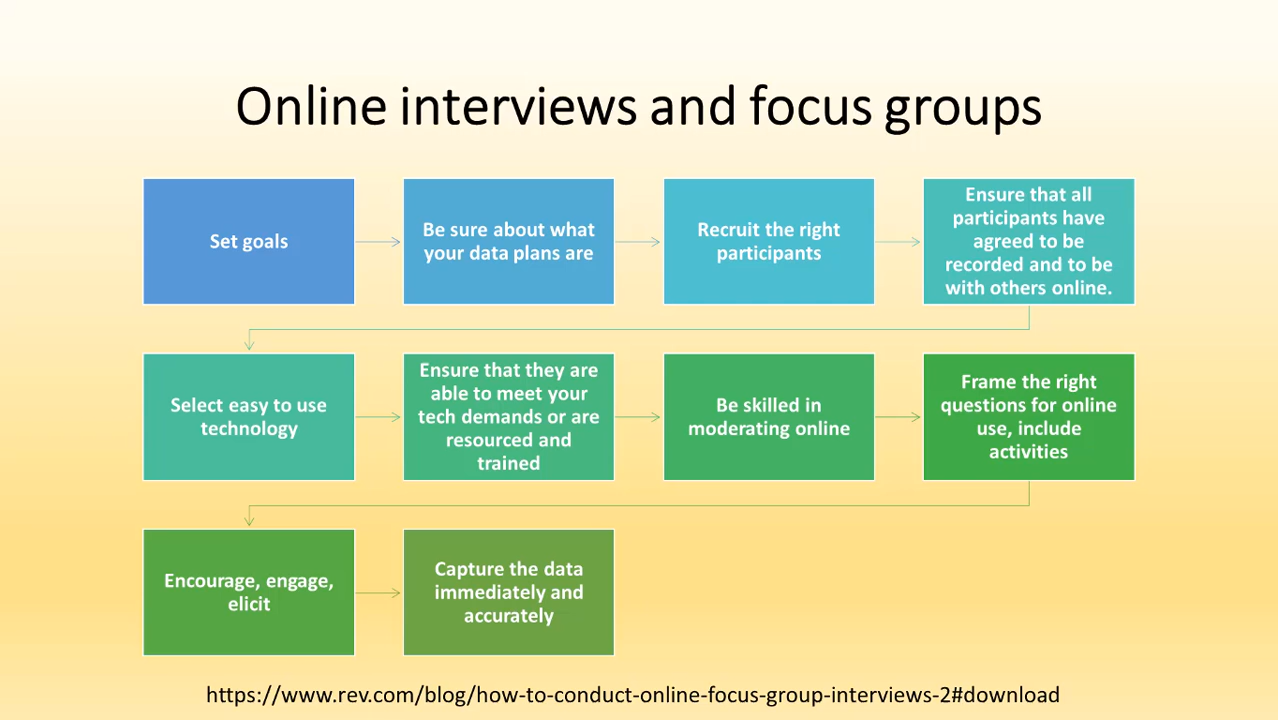 Online interviews and focus groups
Set goals
Be sure about what
your data plans are
Recruit the right
participants
Ensure that all
participants have
agreed to be
recorded and to be
with others online.
Select easy to use
technology
Ensure that they are
able to meet your
tech demands or are
resourced and
trained
Be skilled in
moderating online
Frame the right
questions for online
use, include
activities
Encourage, engage,
elicit
Capture the data
immediately and
accurately
https://www.rev.com/blog/how-to-conduct-online-focus-group-interviews-2#download